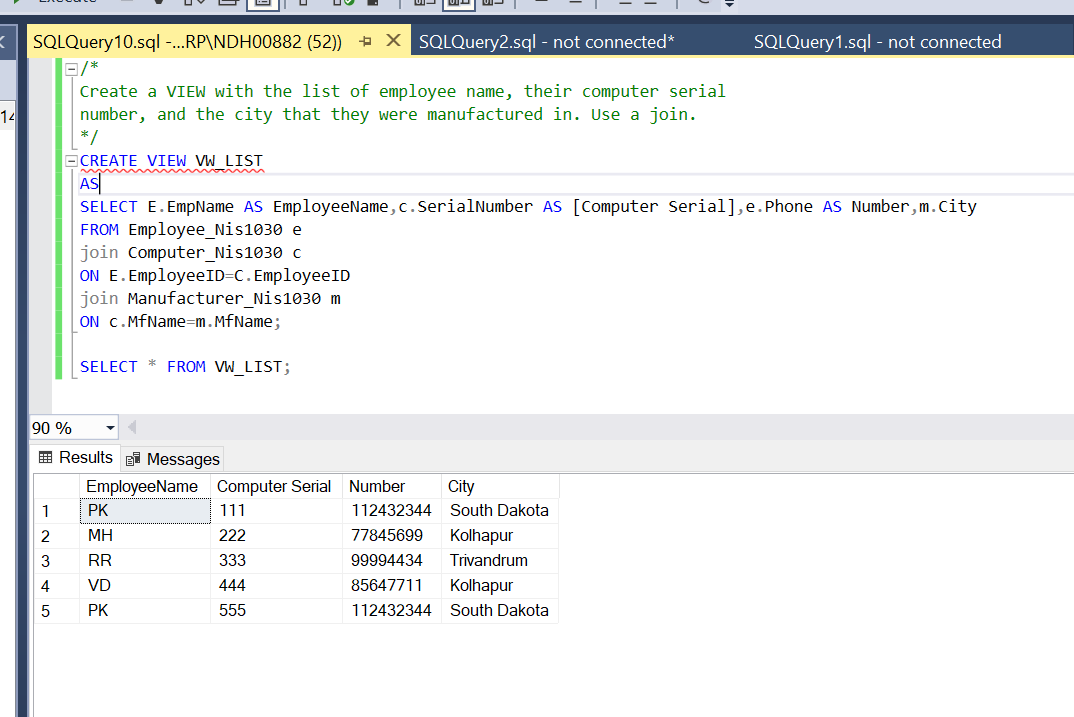 Execute
SQLQuery10.sql -...RP\NDH00882 (52))
SQLQuery2.sql - not connected*
SQLQuery1.sql - not connected
14
/*
Create a VIEW with the list of employee name, their computer serial
number, and the city that they were manufactured in. Use a join.
*/
CREATE VIEW VW_LIST
AS
SELECT E.EmpName AS EmployeeName,c.SerialNumber AS [Computer Serial],e.Phone AS Number,m.City
FROM Employee_Nis1030 e
join Computer_Nis1030 c
ON E.EmployeeID=C.EmployeeID
join Manufacturer_Nis1030 m
ON c.MfName=m.MfName;
SELECT * FROM VW_LIST;
90 %
Results Messages
EmployeeName Computer Serial Number City
1 PK 111 112432344 South Dakota
2 MH 222 77845699 Kolhapur
3 RR 333 99994434 Trivandrum
4 VD 444 85647711 Kolhapur
5 PK 555 112432344 South Dakota